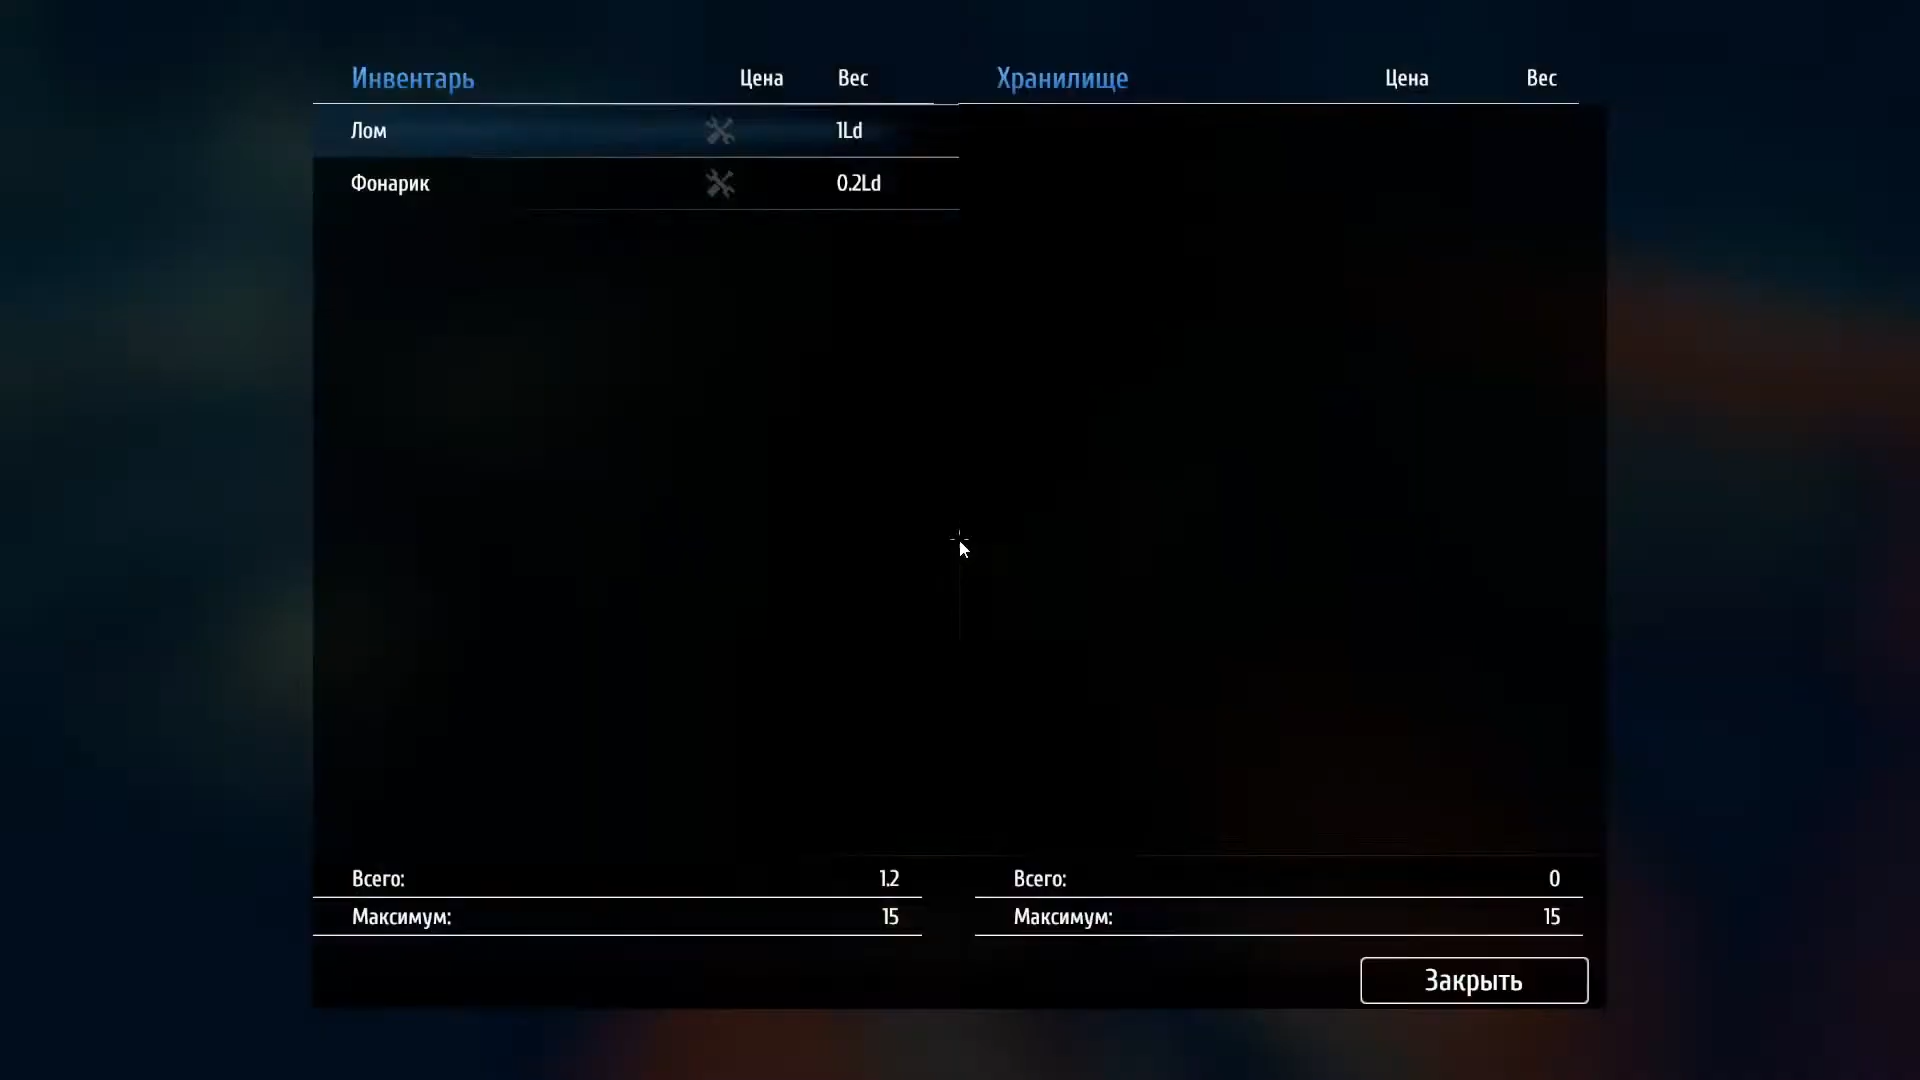 Инвентарь Цена Вес
Лом 1Ld
Фонарик 0.2Ld
Всего: 1.2
Максимум: 15
Хранилище Цена Вес
Всего: 0
Максимум: 15
Закрыть